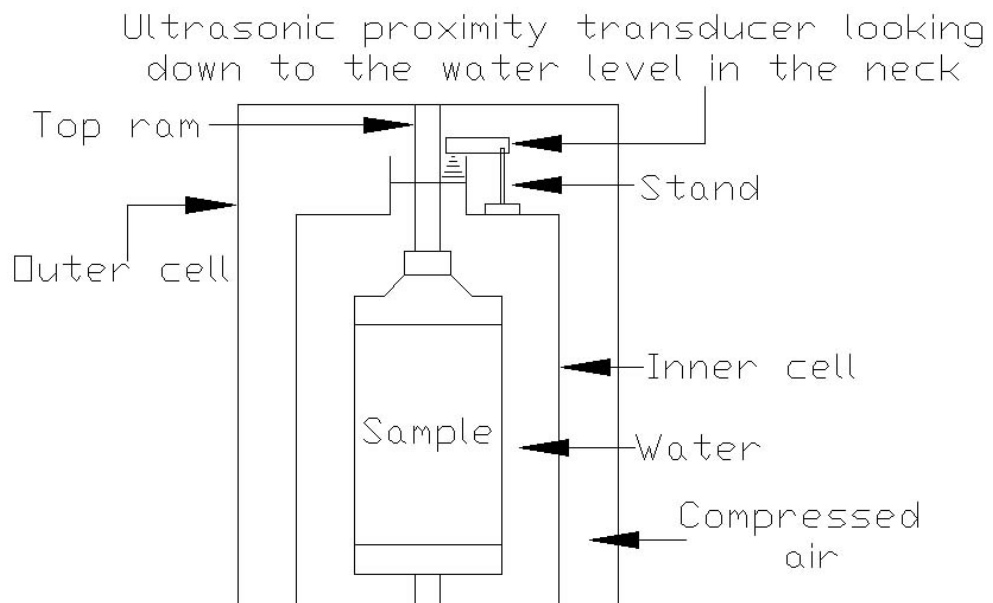 Ultrasonic proximity transducer looking
down to the water level in the neck
Top ram
Stand
Outer cell
Inner cell
Sample
Water
Compressed
air